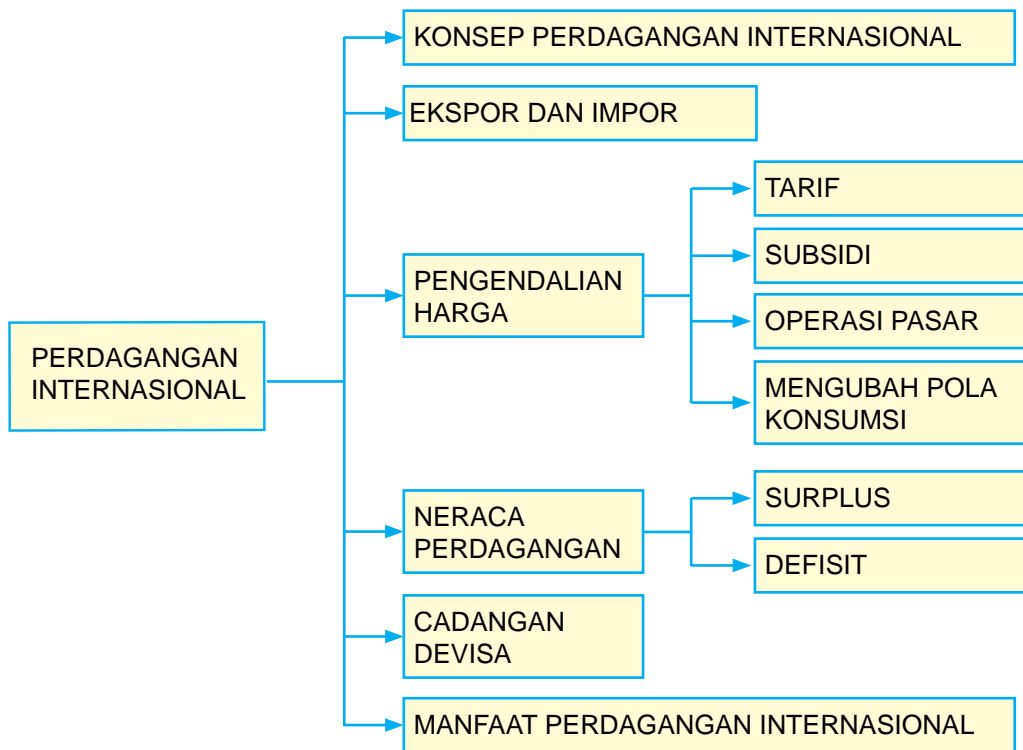 PERDAGANGAN
INTERNASIONAL
KONSEP PERDAGANGAN INTERNASIONAL
EKSPOR DAN IMPOR
PENGENDALIAN
HARGA
TARIF
SUBSIDI
OPERASI PASAR
MENGUBAH POLA
KONSUMSI
NERACA
PERDAGANGAN
SURPLUS
DEFISIT
CADANGAN
DEVISA
MANFAAT PERDAGANGAN INTERNASIONAL